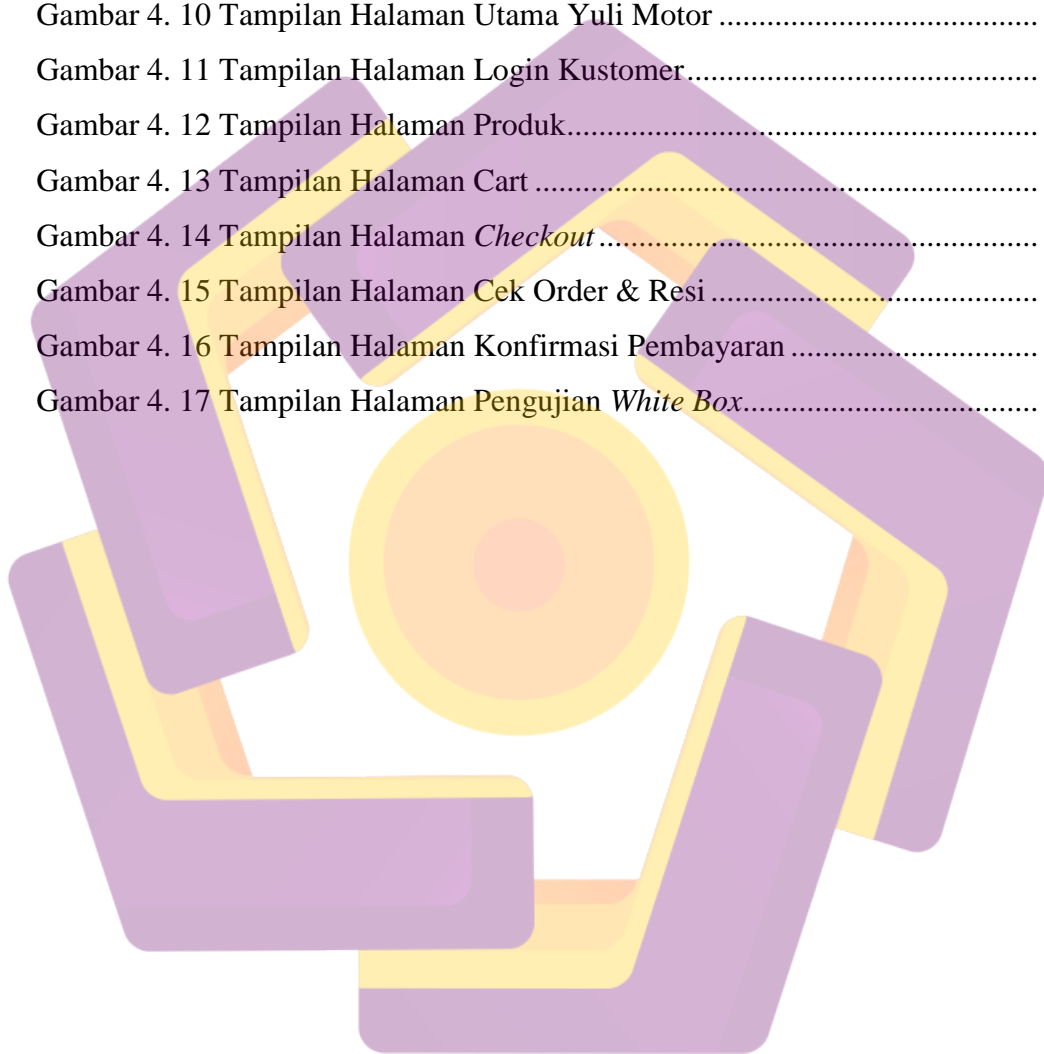 Gambar 4. 10 Tampilan Halaman Utama Yuli Motor ........................................
Gambar 4. 11 Tampilan Halaman Login Kustomer............................................
Gambar 4. 12 Tampilan Halaman Produk...........................................................
Gambar 4. 13 Tampilan Halaman Cart ...............................................................
Gambar 4. 14 Tampilan Halaman Checkout.......................................................
Gambar 4. 15 Tampilan Halaman Cek Order & Resi .........................................
Gambar 4. 16 Tampilan Halaman Konfirmasi Pembayaran ...............................
Gambar 4. 17 Tampilan Halaman Pengujian White Box.....................................